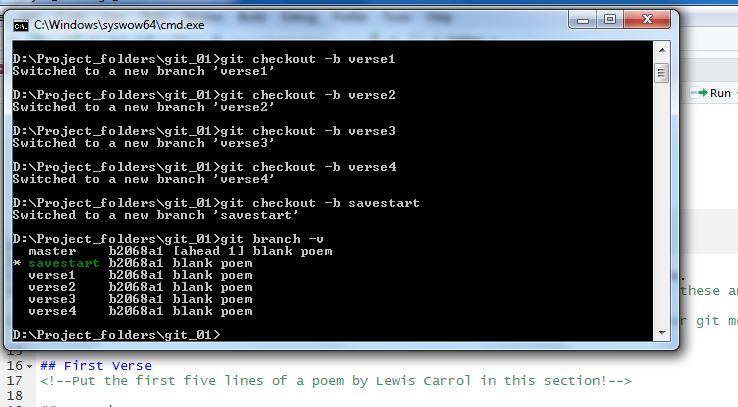 C:\Windows\syswow64\cmd.exe
D:\Project_folders\git_01>git checkout -b verse1
Switched to a new branch 'verse1'
D:\Project_folders\git_01>git checkout -b verse2
Switched to a new branch 'verse2'
D:\Project_folders\git_01>git checkout -b verse3
Switched to a new branch 'verse3'
D:\Project_folders\git_01>git checkout -b verse4
Switched to a new branch 'verse4'
D:\Project_folders\git_01>git checkout -b savestart
Switched to a new branch 'savestart'
D:\Project_folders\git_01>git branch -v
master b2068a1 [ahead 1] blank poem
* savestart b2068a1 blank poem
verse1 b2068a1 blank poem
verse2 b2068a1 blank poem
verse3 b2068a1 blank poem
verse4 b2068a1 blank poem
D:\Project_folders\git_01>
Run
these
git
16 ## First Verse
17 <!--Put the first five lines of a poem by Lewis Carrol in this section!-->
18